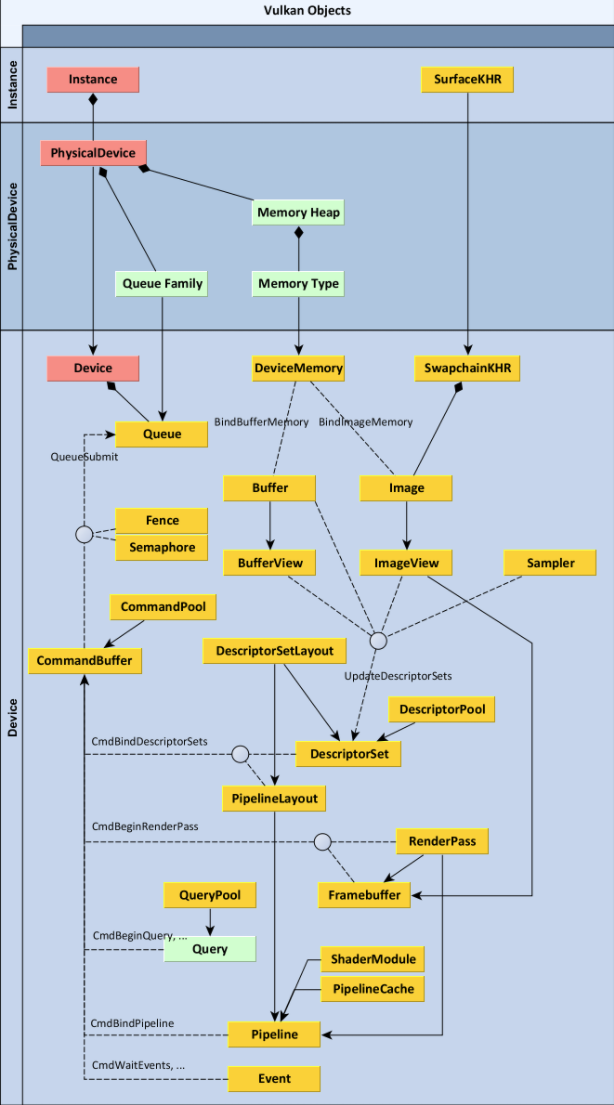 Vulkan Objects
Instance
Instance
SurfaceKHR
PhysicalDevice
PhysicalDevice
Memory Heap
Queue Family
Memory Type
Device
Device
DeviceMemory
SwapchainKHR
BindBufferMemory
BindImageMemory
Queue
QueueSubmit
Buffer
Image
Fence
Semaphore
BufferView
ImageView
Sampler
CommandPool
DescriptorSetLayout
CommandBuffer
UpdateDescriptorSets
DescriptorPool
CmdBindDescriptorSets
DescriptorSet
PipelineLayout
CmdBeginRenderPass
RenderPass
QueryPool
Framebuffer
CmdBeginQuery, ...
Query
ShaderModule
PipelineCache
CmdBindPipeline
Pipeline
CmdWaitEvents, ...
Event